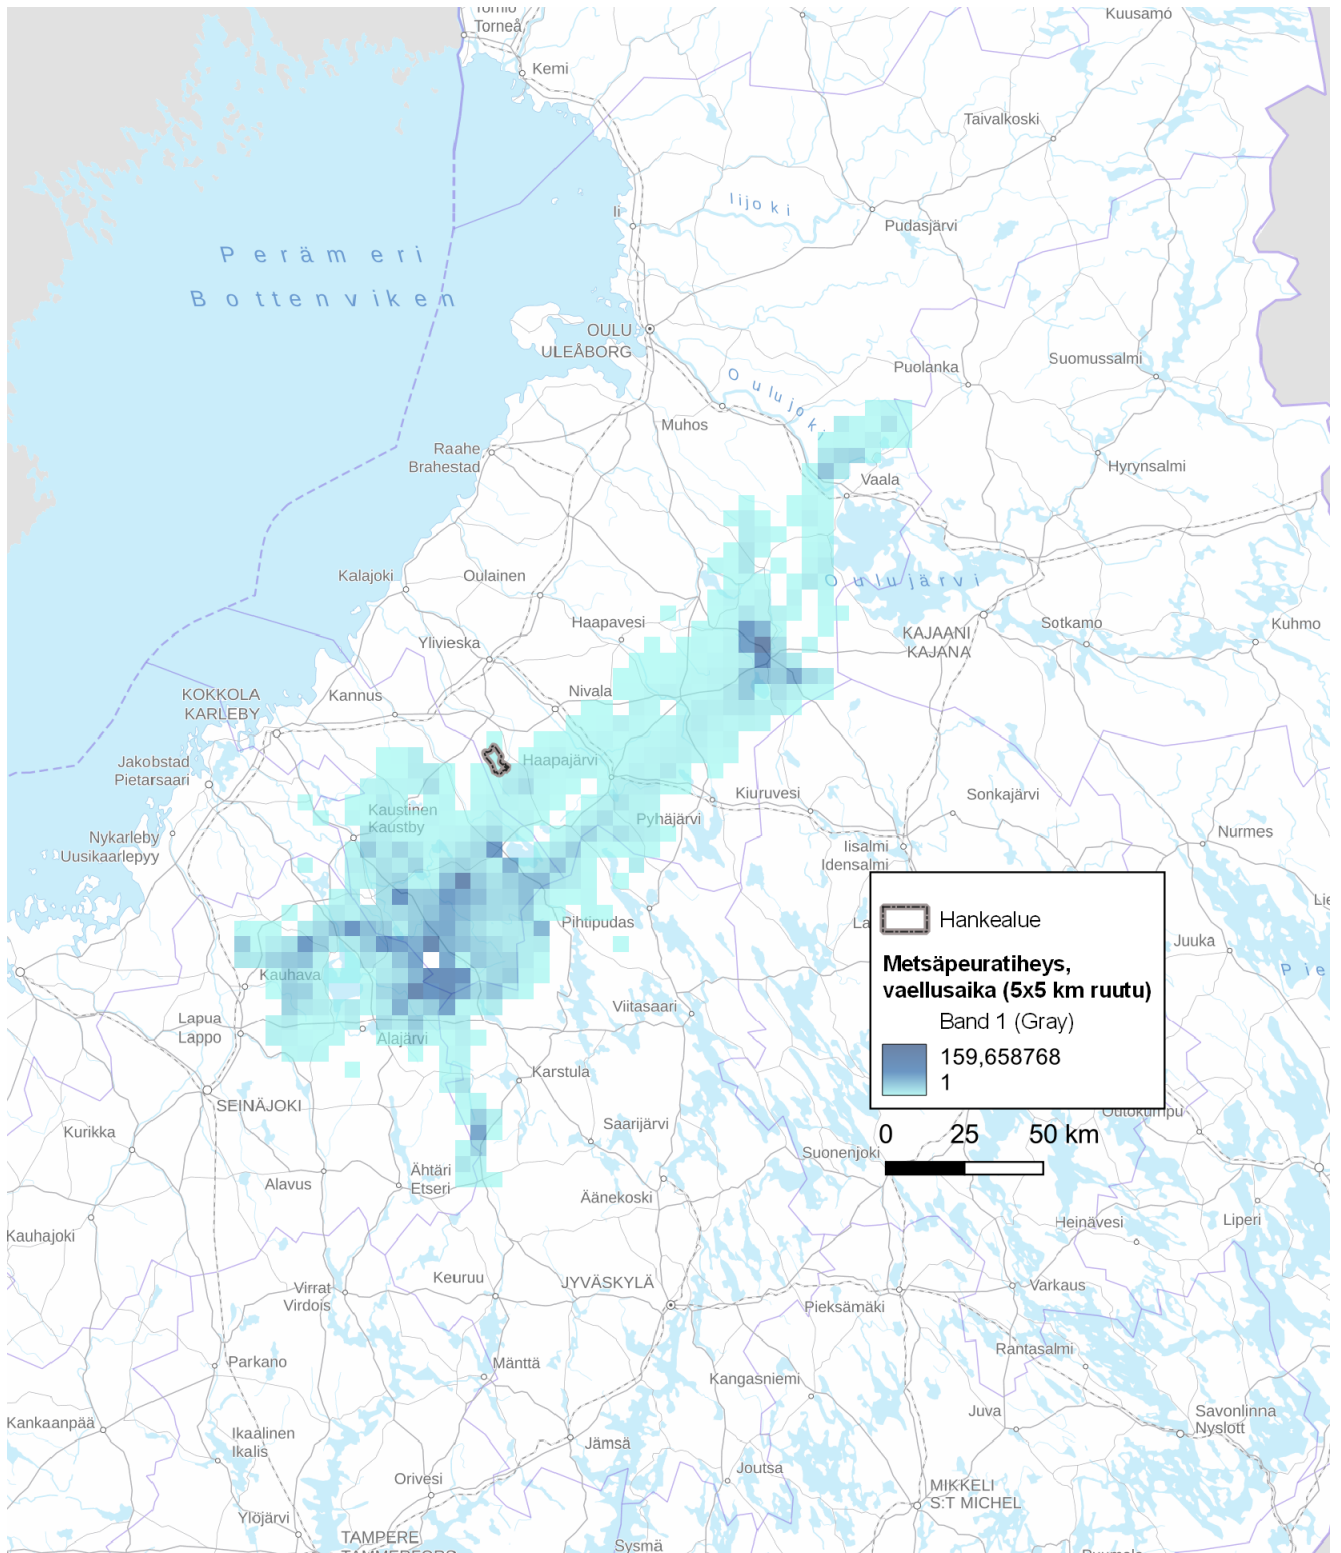 Tornio
Torneå
Kuusamo
Kemi
Taivalkoski
Ii
Iijoki
Pudasjärvi
Perämeri
Bottenviken
OULU
ULEÅBORG
Oulujoki
Puolanka
Suomussalmi
Muhos
Raahe
Brahestad
Vaala
Hyrynsalmi
Kalajoki
Oulainen
Oulujärvi
Haapavesi
Ylivieska
KAJAANI
KAJANA
Sotkamo
Kuhmo
KOKKOLA
KARLEBY
Kannus
Nivala
Jakobstad
Pietarsaari
Haapajärvi
Kaustinen
Kaustby
Kiuruvesi
Sonkajärvi
Pyhäjärvi
Nykarleby
Uusikaarlepyy
Iisalmi
Idensalmi
Nurmes
Pihtipudas
La
Hankealue
Lie
Juuka
Pie
Metsäpeuratiheys,
vaellusaika (5x5 km ruutu)
Band 1 (Gray)
159,658768
1
Kauhava
Viitasaari
Lapua
Lappo
Alajärvi
Karstula
SEINÄJOKI
Outokumpu
Kurikka
Saarijärvi
0 25 50 km
Suonenjoki
Ähtäri
Etseri
Alavus
Äänekoski
Kauhajoki
Heinävesi
Liperi
Virrat
Virdois
Keuruu
JYVÄSKYLÄ
Pieksämäki
Varkaus
Parkano
Mänttä
Rantasalmi
Kangasniemi
Kankaanpää
Juva
Savonlinna
Nyslott
Ikaalinen
Ikalis
Jämsä
Orivesi
Joutsa
MIKKELI
S:T MICHEL
Ylöjärvi
TAMPERE
TAMMERFORS
Sysmä